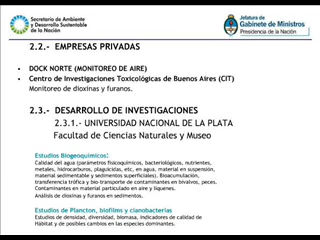 Secretaría de Ambiente
y Desarrollo Sustentable
de la Nación
Jefatura de
Gabinete de Ministros
Presidencia de la Nación
2.2.- EMPRESAS PRIVADAS
• DOCK NORTE (MONITOREO DE AIRE)
• Centro de Investigaciones Toxicológicas de Buenos Aires (CIT)
Monitoreo de dioxinas y furanos.
2.3.- DESARROLLO DE INVESTIGACIONES
2.3.1.- UNIVERSIDAD NACIONAL DE LA PLATA
Facultad de Ciencias Naturales y Museo
Estudios Biogeoquímicos:
Calidad del agua (parámetros fisicoquímicos, bacteriológicos, nutrientes,
metales, hidrocarburos, plaguicidas, etc, en agua, material en suspensión,
material sedimentable y sedimentos superficiales). Bioacumulación,
transferencia trófica y bio-transporte de contaminantes en bivalvos, peces.
Contaminantes en material particulado en aire y líquenes.
Análisis de dioxinas y furanos en sedimentos.
Estudios de Plancton, biofilms y cianobacterias
Estudios de densidad, diversidad, biomasa, indicadores de calidad de
Hábitat y de posibles cambios en las especies dominantes.